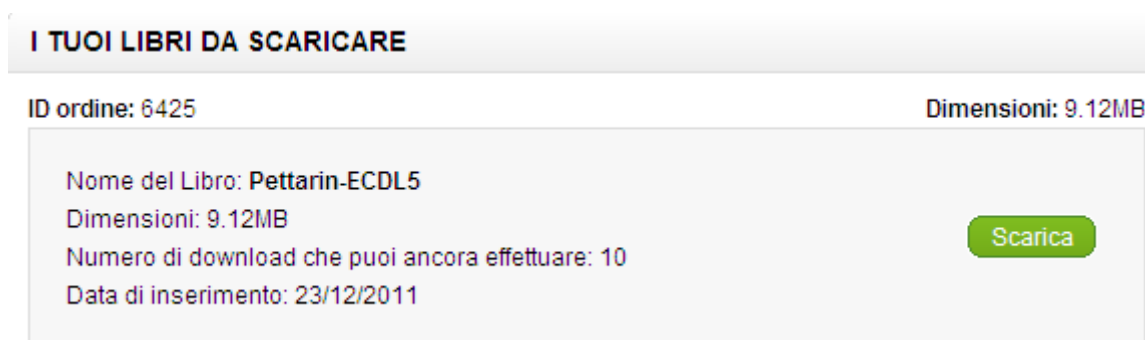 I TUOI LIBRI DA SCARICARE
ID ordine: 6425 Dimensioni: 9.12MB
Nome del Libro: Pettarin-ECDL5
Dimensioni: 9.12MB
Numero di download che puoi ancora effettuare: 10
Data di inserimento: 23/12/2011
Scarica